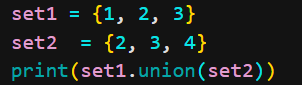 set1 = {1, 2, 3}
set2  = {2, 3, 4}
print(set1.union(set2))